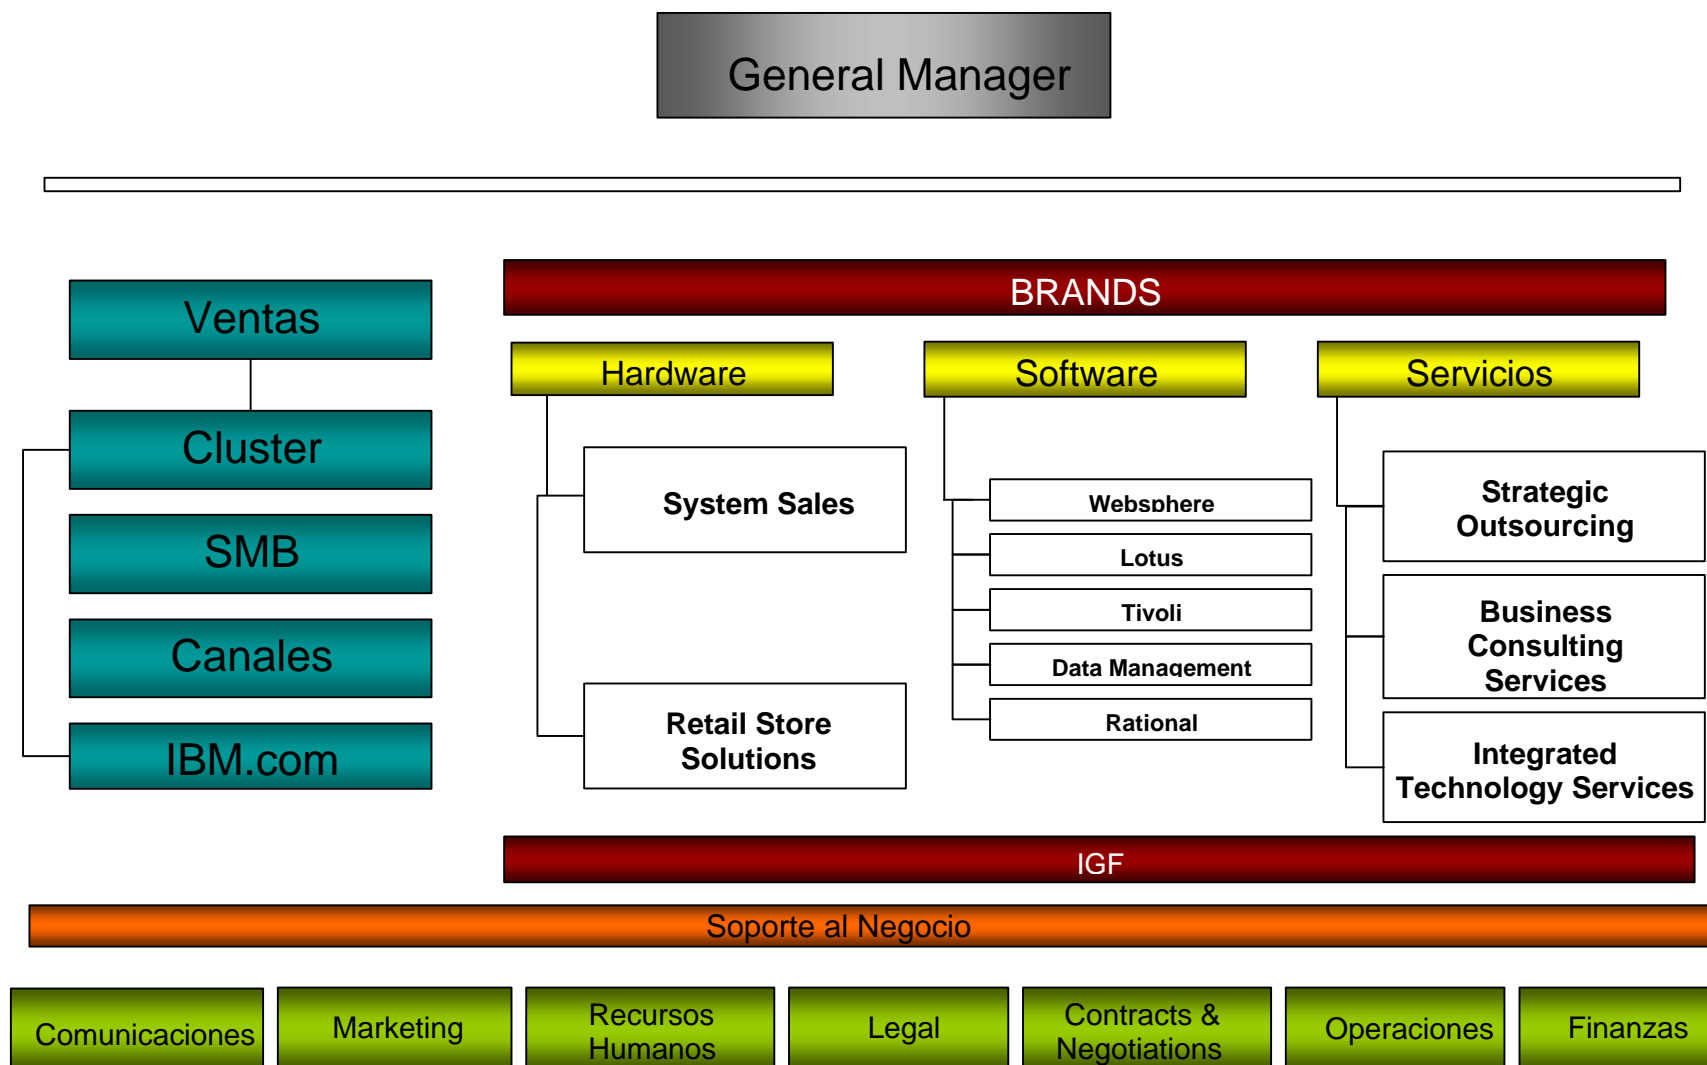 General Manager
Ventas
Cluster
SMB
Canales
IBM.com
BRANDS
Hardware
System Sales
Retail Store
Solutions
Software
Websphere
Lotus
Tivoli
Data Management
Rational
Servicios
Strategic
Outsourcing
Business
Consulting
Services
Integrated
Technology Services
IGF
Soporte al Negocio
Comunicaciones
Marketing
Recursos
Humanos
Legal
Contracts &
Negotiations
Operaciones
Finanzas